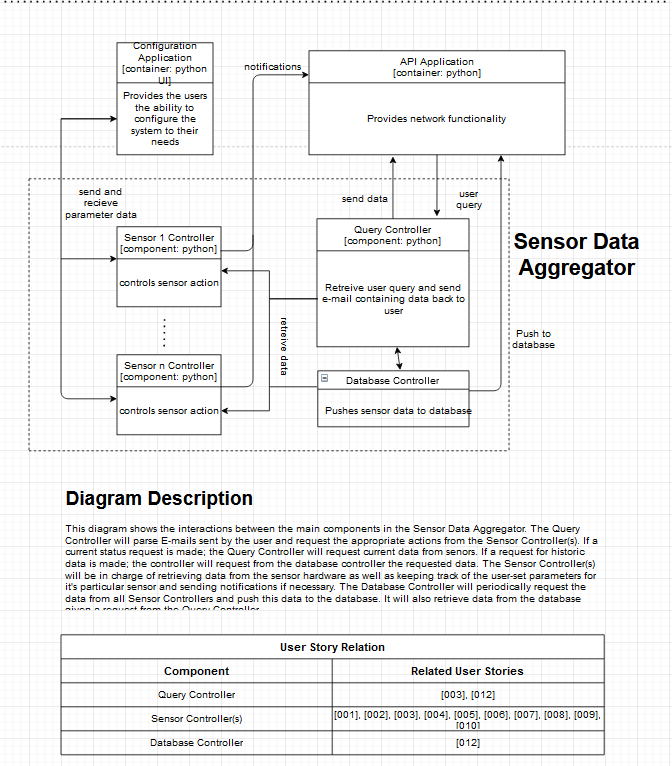 Configuration
Application
[container: python
UI]
Provides the users
the ability to
configure the
system to their
needs
notifications
API Application
[container: python]
Provides network functionality
send and
recieve
parameter data
send data
user
query
Sensor 1 Controller
[component: python]
controls sensor action
Query Controller
[component: python]
Retreive user query and send
e-mail containing data back to
user
Sensor Data
Aggregator
retreive data
Push to
database
Sensor n Controller
[component: python]
controls sensor action
Database Controller
Pushes sensor data to database
Diagram Description
This diagram shows the interactions between the main components in the Sensor Data Aggregator. The Query
Controller will parse E-mails sent by the user and request the appropriate actions from the Sensor Controller(s). If a
current status request is made; the Query Controller will request current data from senors. If a request for historic
data is made; the controller will request from the database controller the requested data. The Sensor Controller(s)
will be in charge of retrieving data from the sensor hardware as well as keeping track of the user-set parameters for
it's particular sensor and sending notifications if necessary. The Database Controller will periodically request the
data from all Sensor Controllers and push this data to the database. It will also retrieve data from the database
given a request from the Query Controller.
User Story Relation
Component Related User Stories
Query Controller [003], [012]
Sensor Controller(s) [001], [002], [003], [004], [005], [006], [007], [008], [009],
[010]
Database Controller [012]